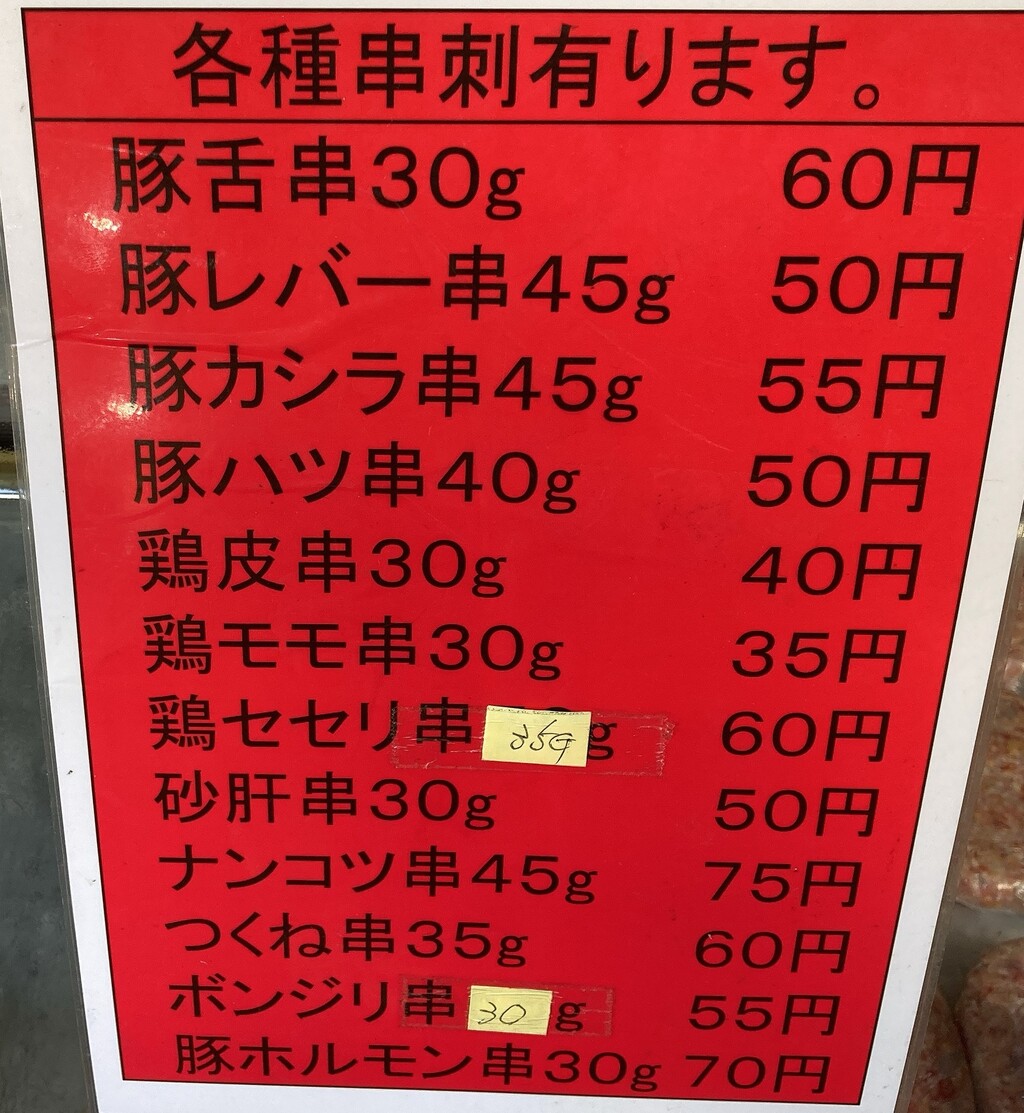 各種串刺有ります。
豚舌串30g 60円
豚レバー串45g 50円
豚カシラ串45g 55円
豚ハツ串40g 50円
鶏皮串30g 40円
鶏モモ串30g 35円
鶏セセリ串35g 60円
砂肝串30g 50円
ナンコツ串45g 75円
つくね串35g 60円
ボンジリ串30g 55円
豚ホルモン串30g 70円